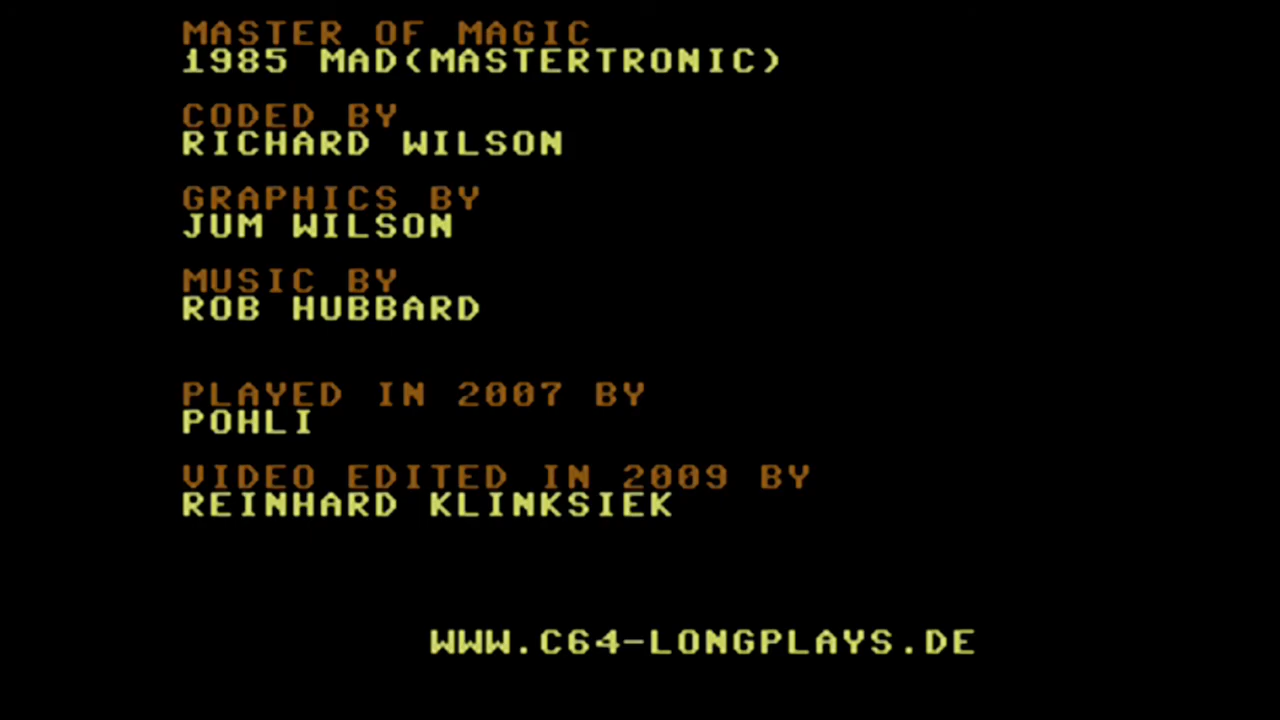 MASTER OF MAGIC
1985 MAD(MASTERTRONIC)
CODED BY
RICHARD WILSON
GRAPHICS BY
JUM WILSON
MUSIC BY
ROB HUBBARD
PLAYED IN 2007 BY
POHLI
VIDEO EDITED IN 2009 BY
REINHARD KLINKSIEK
WWW.C64-LONGPLAYS.DE